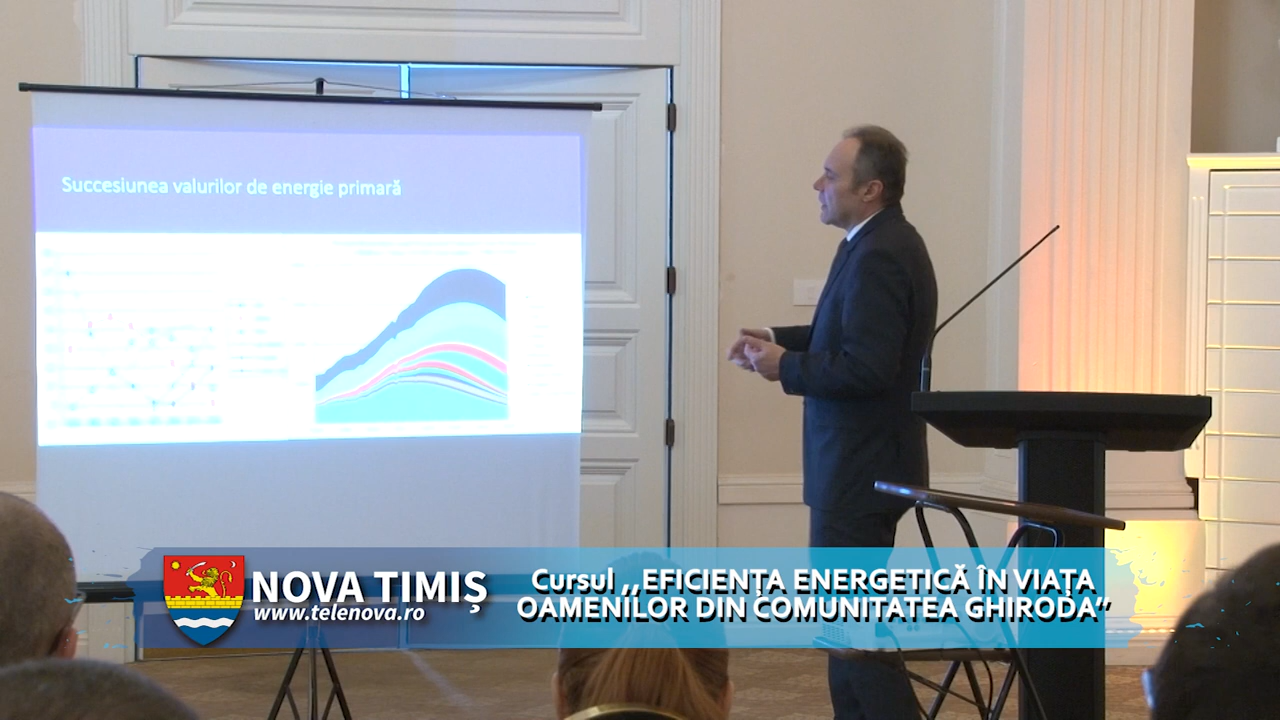 Succesiunea valurilor de energie primară
NOVA TIMIȘ
www.telenova.ro
Cursul ,,EFICIENȚA ENERGETICĂ ÎN VIAȚA
OAMENILOR DIN COMUNITATEA GHIRODA”